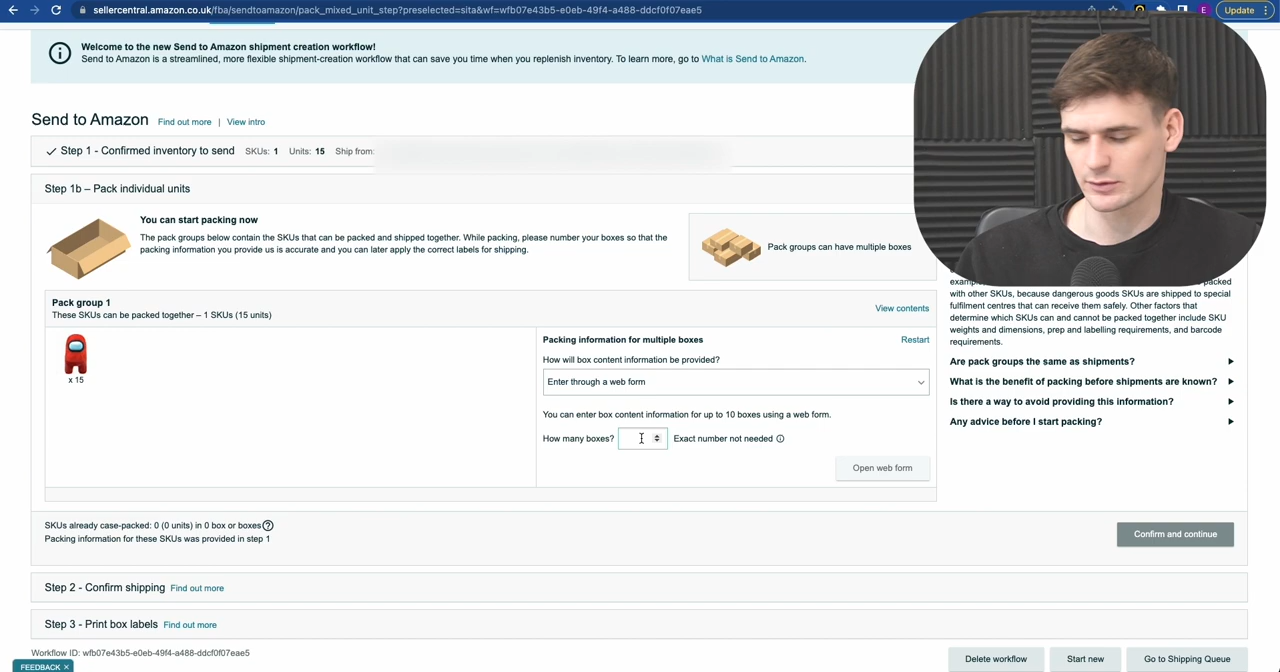 sellercentral.amazon.co.uk/fba/sendtoamazon/pack_mixed_unit_step?preselected=sita&wf=wfb07e43b5-e0eb-49f4-a488-ddcf0f07eae5
E
Update
Welcome to the new Send to Amazon shipment creation workflow!
Send to Amazon is a streamlined, more flexible shipment-creation workflow that can save you time when you replenish inventory. To learn more, go to What is Send to Amazon.
Send to Amazon Find out more | View intro
Step 1 - Confirmed inventory to send SKUs: 1 Units: 15 Ship from:
Step 1b – Pack individual units
You can start packing now
The pack groups below contain the SKUs that can be packed and shipped together. While packing, please number your boxes so that the
packing information you provide us is accurate and you can later apply the correct labels for shipping.
Pack groups can have multiple boxes
Pack group 1
These SKUs can be packed together – 1 SKUs (15 units)
View contents
x 15
Packing information for multiple boxes
Restart
How will box content information be provided?
Enter through a web form
You can enter box content information for up to 10 boxes using a web form.
How many boxes?
Exact number not needed
Open web form
packed
with other SKUs, because dangerous goods SKUs are shipped to special
fulfilment centres that can receive them safely. Other factors that
determine which SKUs can and cannot be packed together include SKU
weights and dimensions, prep and labelling requirements, and barcode
requirements.
Are pack groups the same as shipments?
What is the benefit of packing before shipments are known?
Is there a way to avoid providing this information?
Any advice before I start packing?
SKUs already case-packed: 0 (0 units) in 0 box or boxes
Packing information for these SKUs was provided in step 1
Confirm and continue
Step 2 - Confirm shipping Find out more
Step 3 - Print box labels Find out more
Workflow ID: wfb07e43b5-e0eb-49f4-a488-ddcf0f07eae5
FEEDBACK
Delete workflow
Start new
Go to Shipping Queue